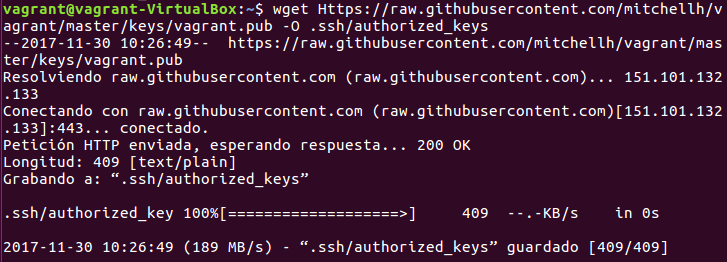 vagrant@vagrant-VirtualBox:~$ wget Https://raw.githubusercontent.com/mitchellh/v
agrant/master/keys/vagrant.pub -O .ssh/authorized_keys
--2017-11-30 10:26:49--  https://raw.githubusercontent.com/mitchellh/vagrant/mas
ter/keys/vagrant.pub
Resolviendo raw.githubusercontent.com (raw.githubusercontent.com)... 151.101.132
.133
Conectando con raw.githubusercontent.com (raw.githubusercontent.com)[151.101.132
.133]:443... conectado.
Petición HTTP enviada, esperando respuesta... 200 OK
Longitud: 409 [text/plain]
Grabando a: “.ssh/authorized_keys”
.ssh/authorized_key 100%[===================>]     409  --.-KB/s    in 0s
2017-11-30 10:26:49 (189 MB/s) - “.ssh/authorized_keys” guardado [409/409]